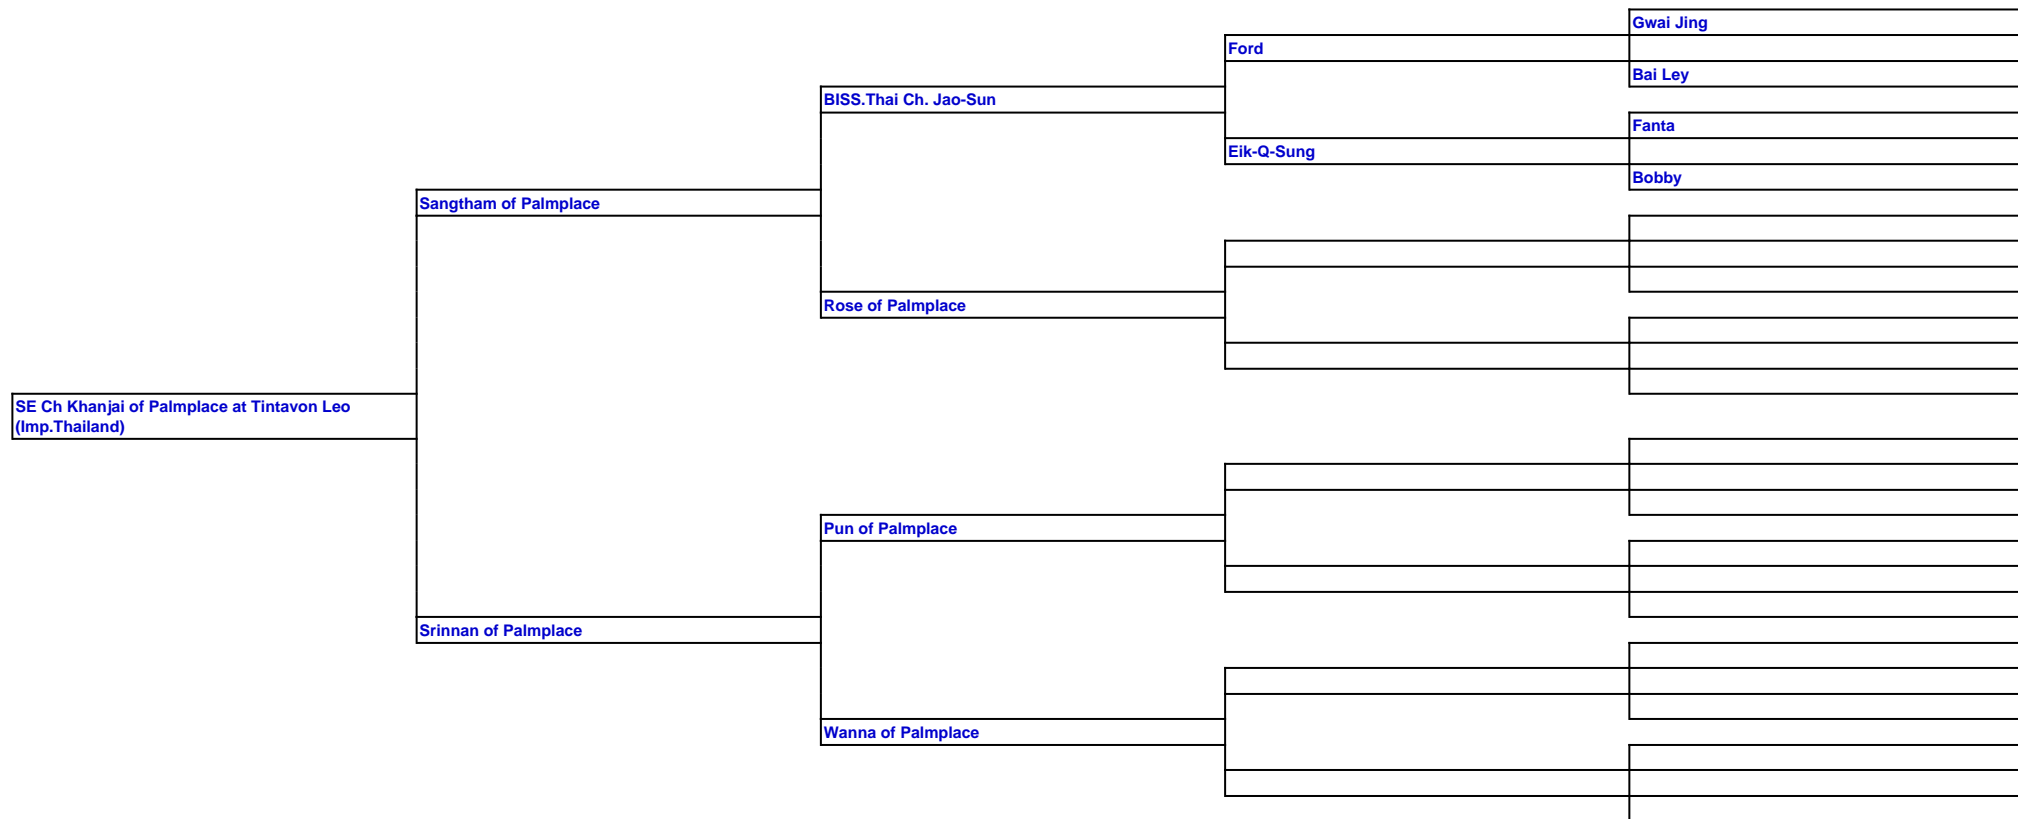 Gwai Jing
Ford
Bai Ley
BISS.Thai Ch. Jao-Sun
Fanta
Eik-Q-Sung
Bobby
Sangtham of Palmplace
Rose of Palmplace
SE Ch Khanjai of Palmplace at Tintavon Leo
(Imp.Thailand)
Pun of Palmplace
Srinnan of Palmplace
Wanna of Palmplace